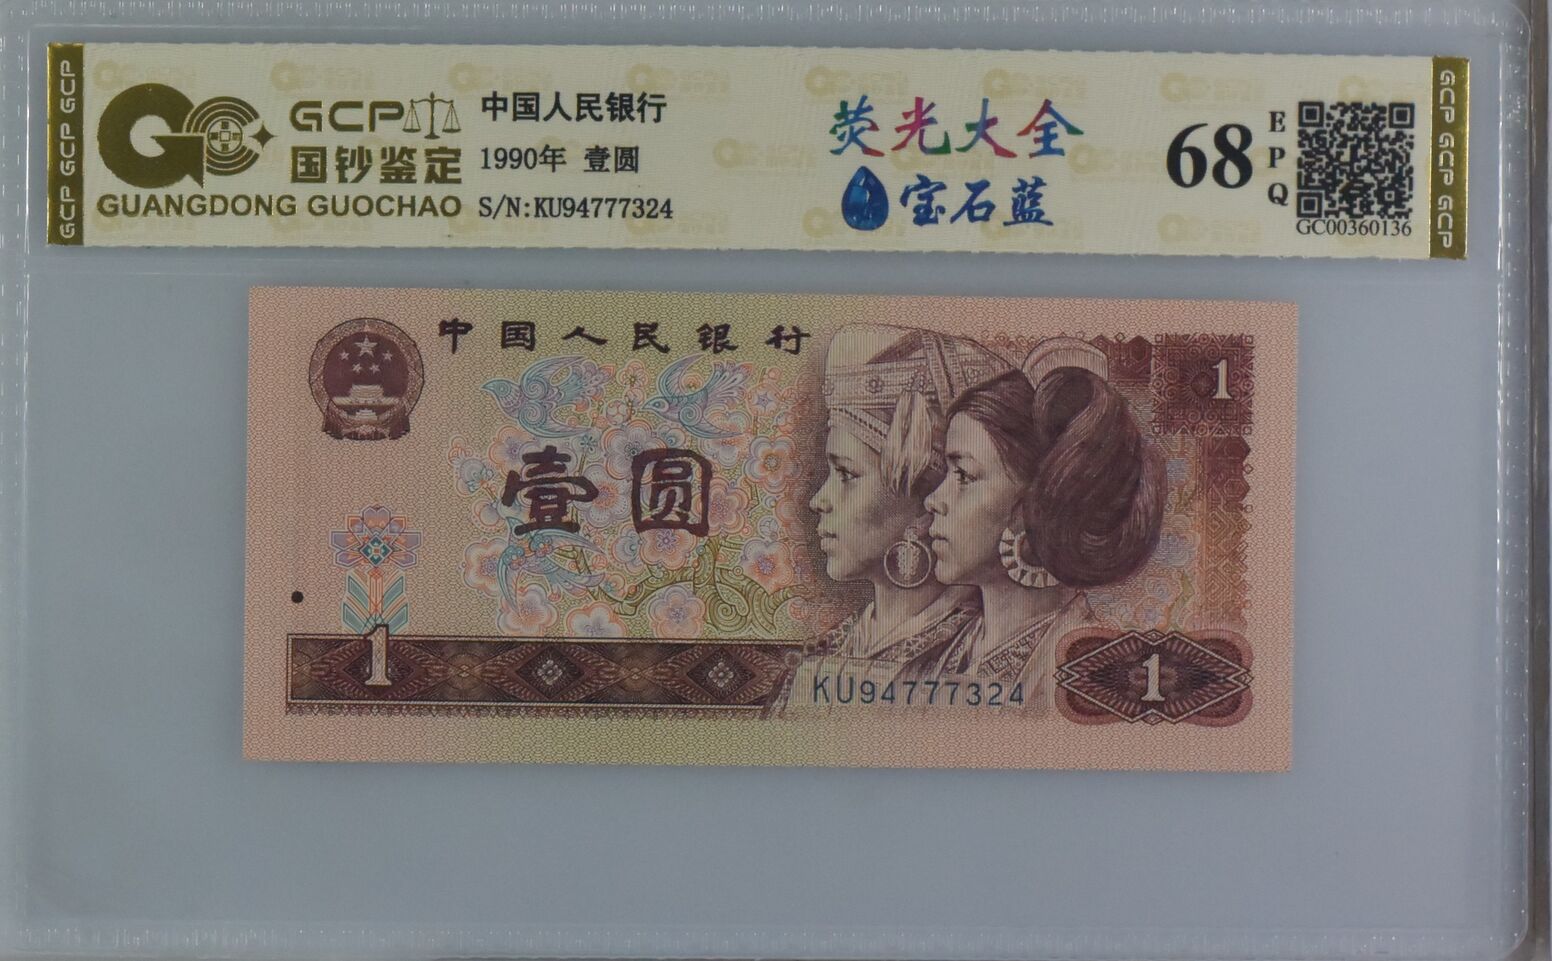 GCP GCP GCP
GCP
国钞鉴定
GUANGDONG GUOCHAO
中国人民银行
1990年 壹圆
S/N:KU94777324
荧光大全
宝石蓝
68
EPQ
GC00360136
GCP GCP GCP
中国人民银行
1
壹圆
1
KU94777324
1